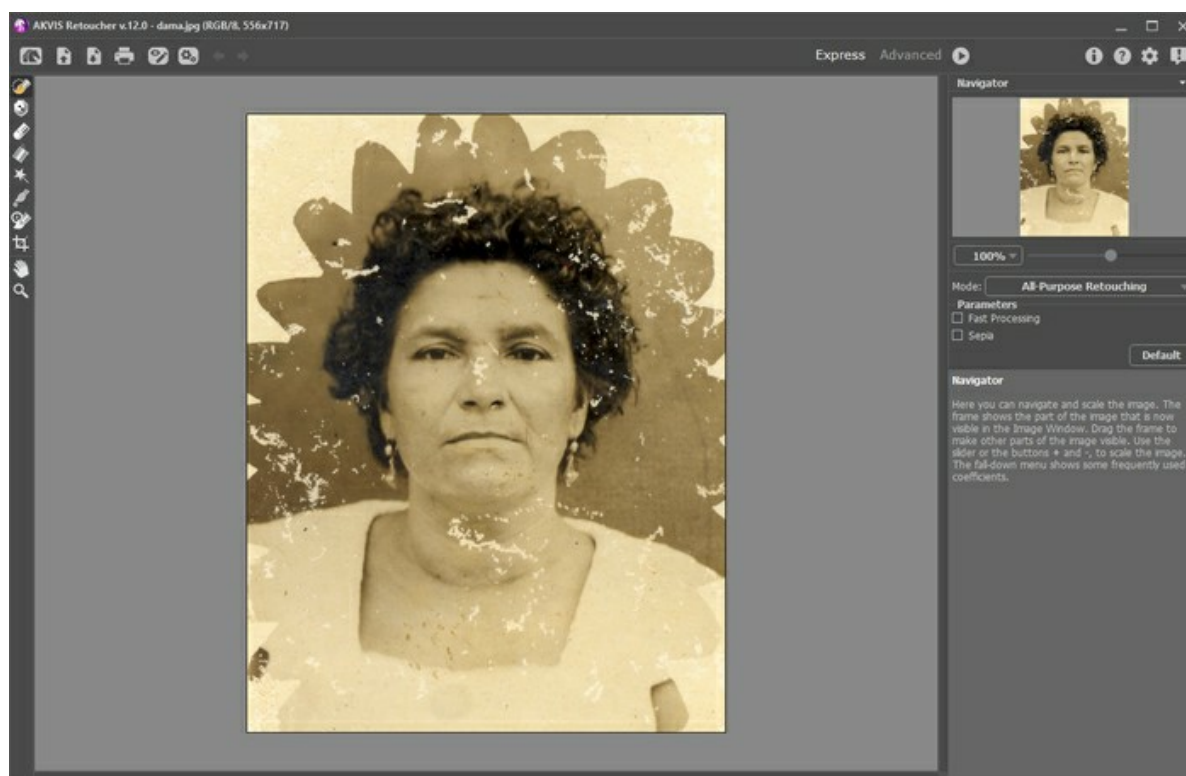 AKVIS Retoucher v.12.0 - dama.jpg (RGB/8, 556x717)
Express Advanced
Navigator
100%
Mode: All-Purpose Retouching
Parameters
Fast Processing
Sepia
Default
Navigator
Here you can navigate and scale the image. The
frame shows the part of the image that is now
visible in the Image Window. Drag the frame to
make other parts of the image visible. Use the
slider or the buttons + and -, to scale the image.
The fall-down menu shows some frequently used
coefficients.